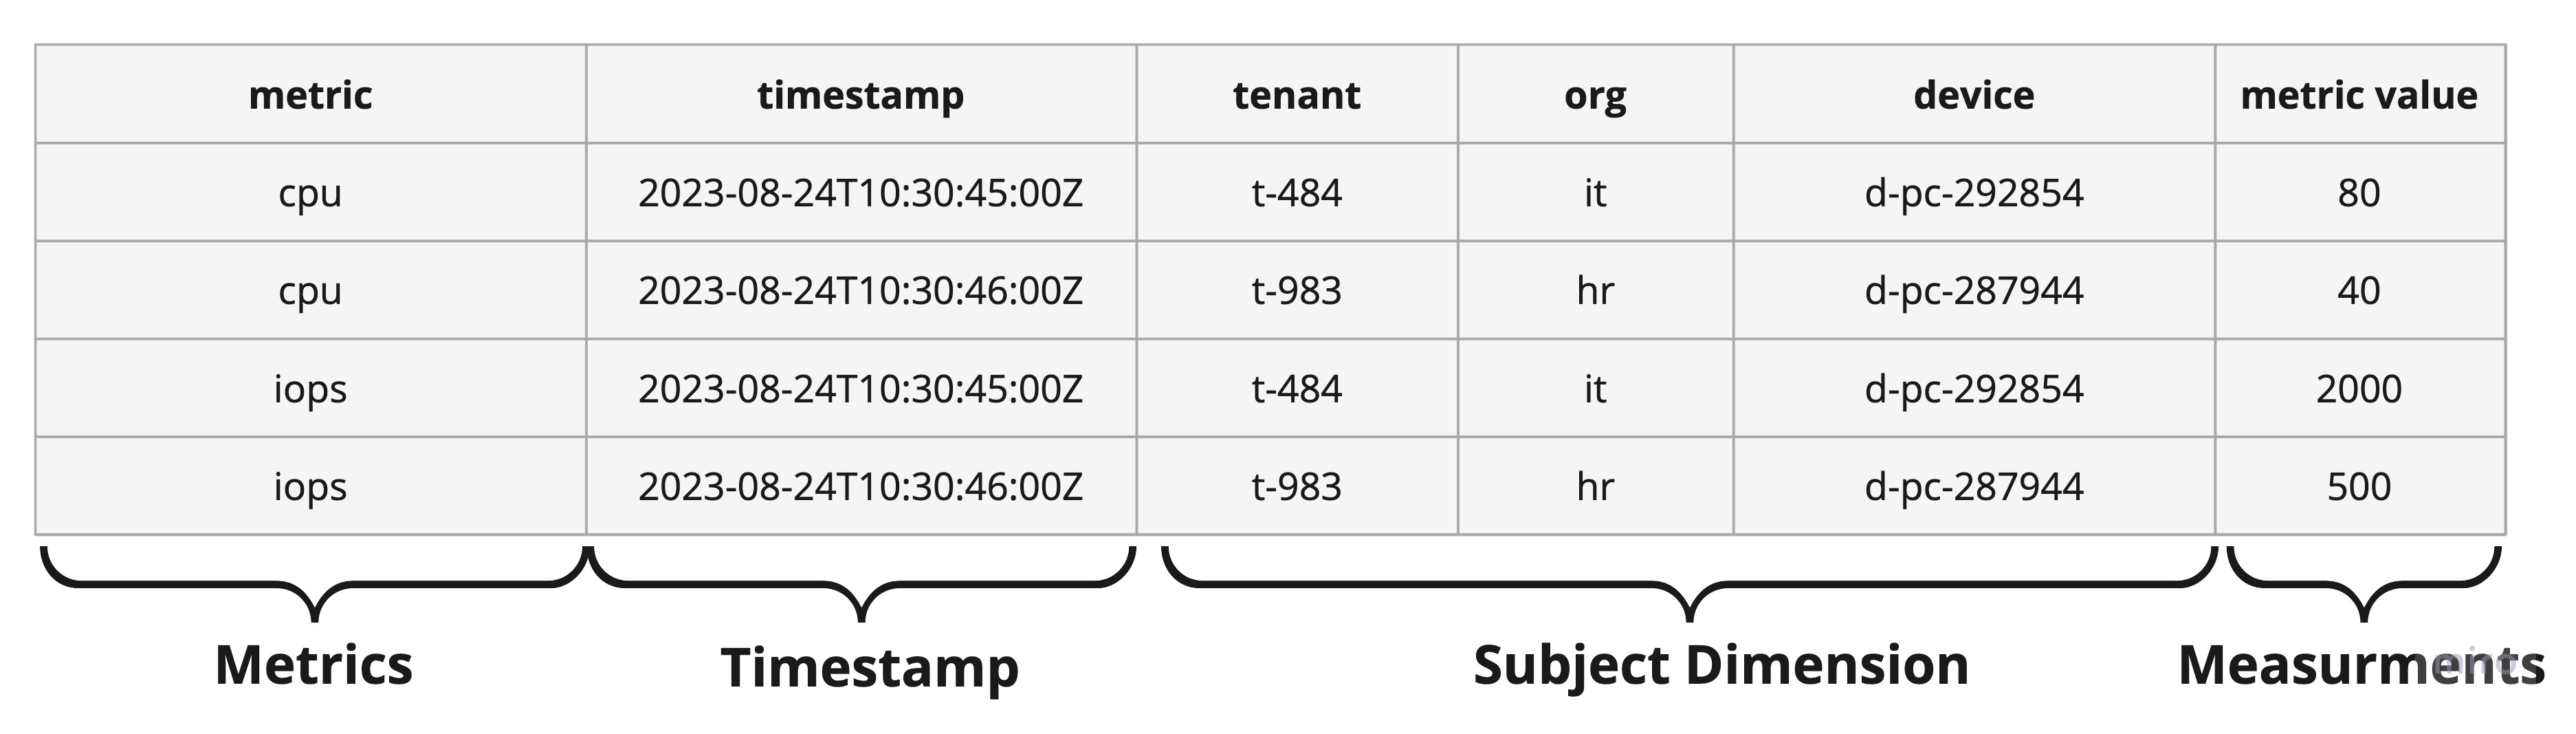 metric timestamp tenant org device metric value
cpu 2023-08-24T10:30:45:00Z t-484 it d-pc-292854 80
cpu 2023-08-24T10:30:46:00Z t-983 hr d-pc-287944 40
iops 2023-08-24T10:30:45:00Z t-484 it d-pc-292854 2000
iops 2023-08-24T10:30:46:00Z t-983 hr d-pc-287944 500
Metrics Timestamp Subject Dimension Measurments
miro